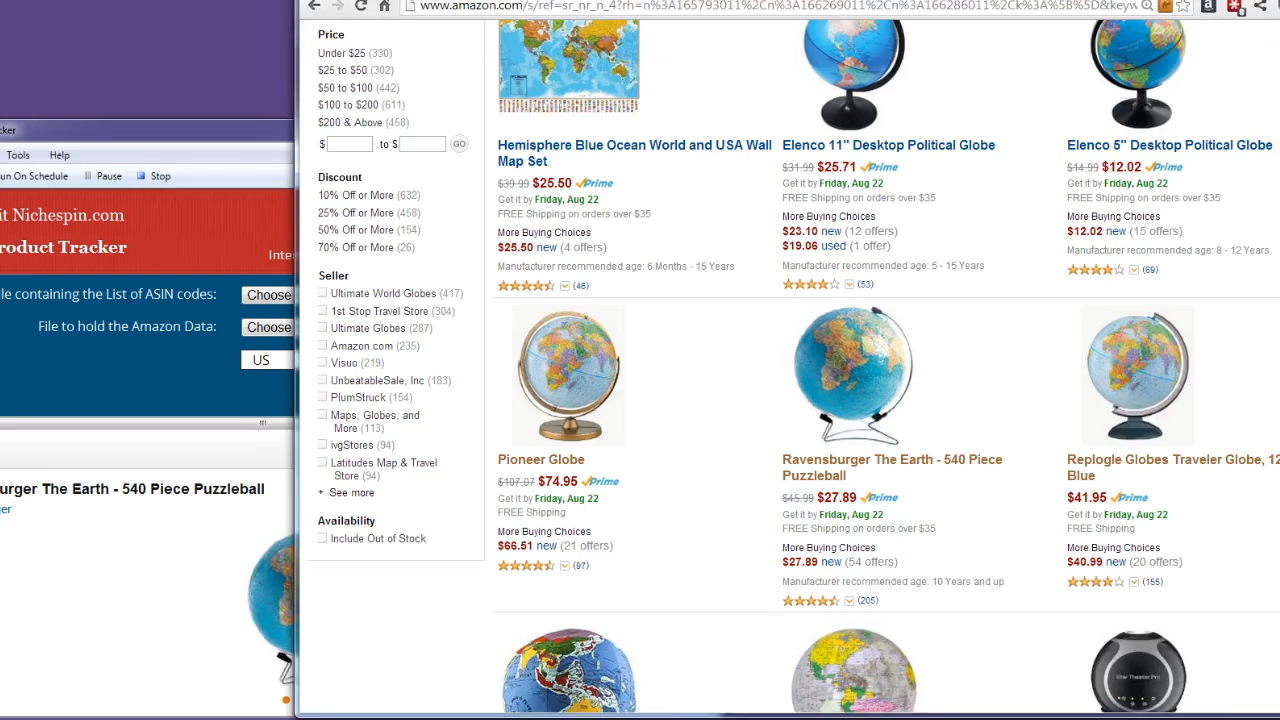 www.amazon.com/s/ref=sr_nr_n_4?rh=n%3A165793011%2Cn%3A166269011%2Cn%3A166286011%2Ck%3A%5B%5D&keyw
cker
Tools Help
un On Schedule Pause Stop
it Nichespin.com
roduct Tracker
Inte
le containing the List of ASIN codes: Choose
File to hold the Amazon Data: Choose
US
urger The Earth - 540 Piece Puzzleball
er
Price
Under $25 (330)
$25 to $50 (302)
$50 to $100 (442)
$100 to $200 (611)
$200 & Above (458)
$ to $ GO
Discount
10% Off or More (632)
25% Off or More (458)
50% Off or More (154)
70% Off or More (26)
Seller
Ultimate World Globes (417)
1st Stop Travel Store (304)
Ultimate Globes (287)
Amazon.com (235)
Visuo (219)
UnbeatableSale, Inc (183)
PlumStruck (154)
Maps, Globes, and
More (113)
ivgStores (94)
Latitudes Map & Travel
Store (94)
+ See more
Availability
Include Out of Stock
Hemisphere Blue Ocean World and USA Wall
Map Set
$39.99 $25.50 Prime
Get it by Friday, Aug 22
FREE Shipping on orders over $35
More Buying Choices
$25.50 new (4 offers)
Manufacturer recommended age: 6 Months - 15 Years
(46)
Elenco 11" Desktop Political Globe
$31.99 $25.71 Prime
Get it by Friday, Aug 22
FREE Shipping on orders over $35
More Buying Choices
$23.10 new (12 offers)
$19.06 used (1 offer)
Manufacturer recommended age: 5 - 15 Years
(53)
Elenco 5" Desktop Political Globe
$14.99 $12.02 Prime
Get it by Friday, Aug 22
FREE Shipping on orders over $35
More Buying Choices
$12.02 new (15 offers)
Manufacturer recommended age: 8 - 12 Years
(69)
Pioneer Globe
$107.07 $74.95 Prime
Get it by Friday, Aug 22
FREE Shipping
More Buying Choices
$66.51 new (21 offers)
(97)
Ravensburger The Earth - 540 Piece
Puzzleball
$45.99 $27.89 Prime
Get it by Friday, Aug 22
FREE Shipping on orders over $35
More Buying Choices
$27.89 new (54 offers)
Manufacturer recommended age: 10 Years and up
(205)
Replogle Globes Traveler Globe, 12
Blue
$41.95 Prime
Get it by Friday, Aug 22
FREE Shipping
More Buying Choices
$40.99 new (20 offers)
(155)
Star Theater Pro